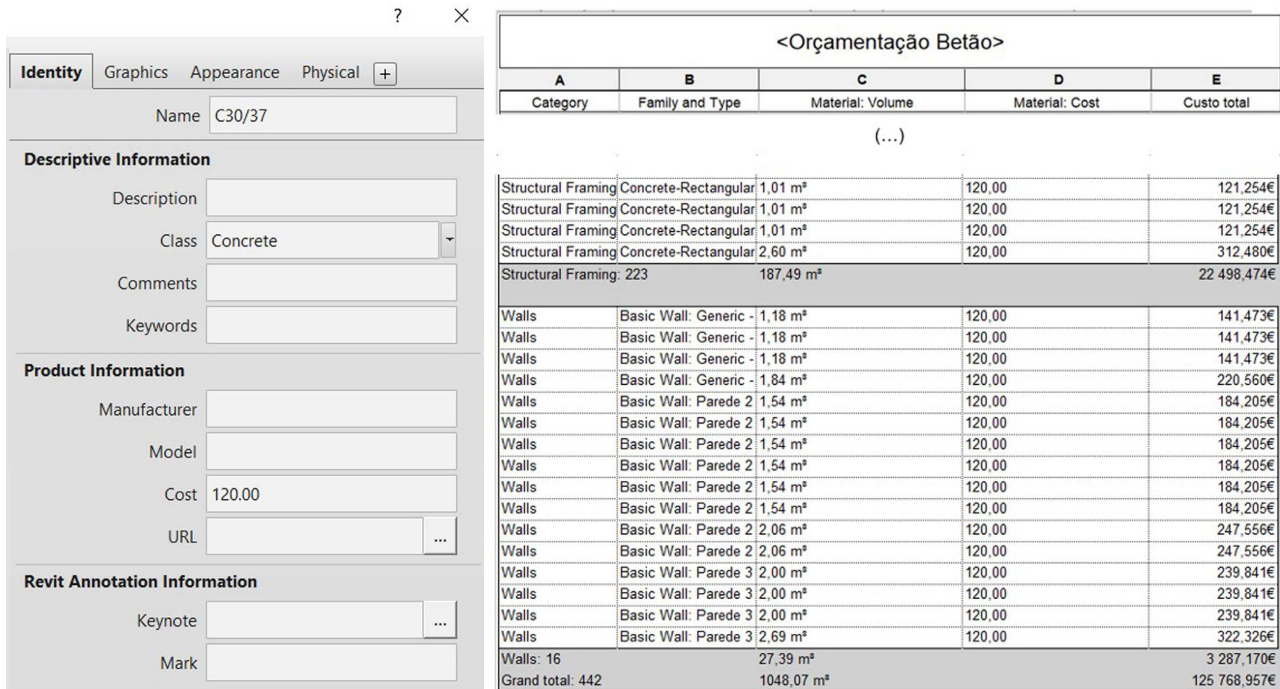 ?
Identity Graphics Appearance Physical +
Name C30/37
Descriptive Information
Description
Class Concrete
Comments
Keywords
Product Information
Manufacturer
Model
Cost 120.00
URL ...
Revit Annotation Information
Keynote ...
Mark
<Orçamentação Betão>
A B C D E
Category Family and Type Material: Volume Material: Cost Custo total
(...)
Structural Framing Concrete-Rectangular 1,01 m³ 120,00 121,254€
Structural Framing Concrete-Rectangular 1,01 m³ 120,00 121,254€
Structural Framing Concrete-Rectangular 1,01 m³ 120,00 121,254€
Structural Framing Concrete-Rectangular 2,60 m³ 120,00 312,480€
Structural Framing: 223 187,49 m³ 22 498,474€
Walls Basic Wall: Generic - 1,18 m³ 120,00 141,473€
Walls Basic Wall: Generic - 1,18 m³ 120,00 141,473€
Walls Basic Wall: Generic - 1,18 m³ 120,00 141,473€
Walls Basic Wall: Generic - 1,84 m³ 120,00 220,560€
Walls Basic Wall: Parede 2 1,54 m³ 120,00 184,205€
Walls Basic Wall: Parede 2 1,54 m³ 120,00 184,205€
Walls Basic Wall: Parede 2 1,54 m³ 120,00 184,205€
Walls Basic Wall: Parede 2 1,54 m³ 120,00 184,205€
Walls Basic Wall: Parede 2 1,54 m³ 120,00 184,205€
Walls Basic Wall: Parede 2 1,54 m³ 120,00 184,205€
Walls Basic Wall: Parede 2 2,06 m³ 120,00 247,556€
Walls Basic Wall: Parede 2 2,06 m³ 120,00 247,556€
Walls Basic Wall: Parede 3 2,00 m³ 120,00 239,841€
Walls Basic Wall: Parede 3 2,00 m³ 120,00 239,841€
Walls Basic Wall: Parede 3 2,00 m³ 120,00 239,841€
Walls Basic Wall: Parede 3 2,69 m³ 120,00 322,326€
Walls: 16 27,39 m³ 3 287,170€
Grand total: 442 1048,07 m³ 125 768,957€